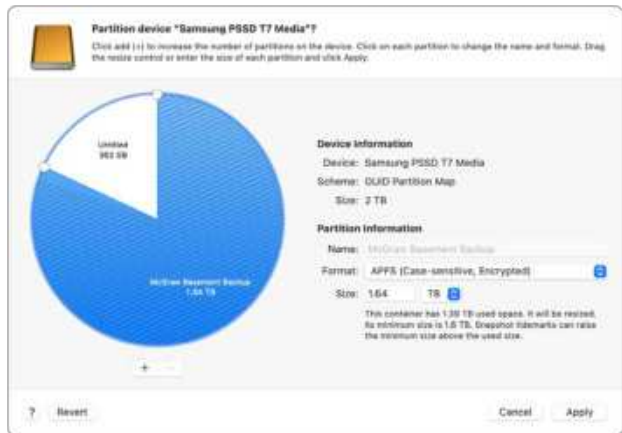 Partition device "Samsung PSSD T7 Media"?
Click add (+) to increase the number of partitions on the device. Click on each partition to change the name and format. Drag
the resize control or enter the size of each partition and click Apply.
Untitled
Device Information
Device: Samsung PSSD T7 Media
Scheme: GUID Partition Map
Size: 2 TB
Partition Information
Name: McGraw Basement Backup
Format: APFS (Case-sensitive, Encrypted)
McGraw Basement Backup
1.64 TB
Size: 1.64 TB
This container has 1.39 TB used space. It will be resized.
Its minimum size is 1.6 TB. Snapshot tidemarks can raise
the minimum size above the used size.
+ −
? Revert Cancel Apply